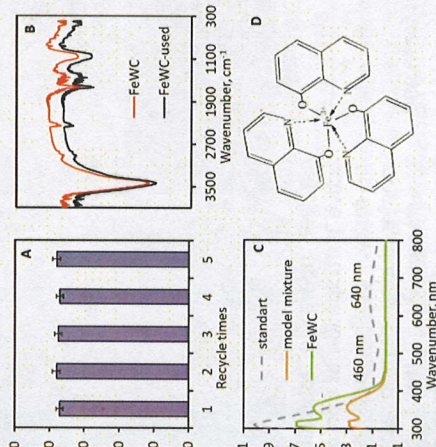 A
1 2 3 4 5
Recycle times
B
FeWC
FeWC-used
3500 2700 1900 1100 300
Wavenumber, cm⁻¹
C
standart
model mixture
FeWC
460 nm
640 nm
300 400 500 600 700 800
Wavenumber, nm
D
N
O
N
O
N
O
Fe